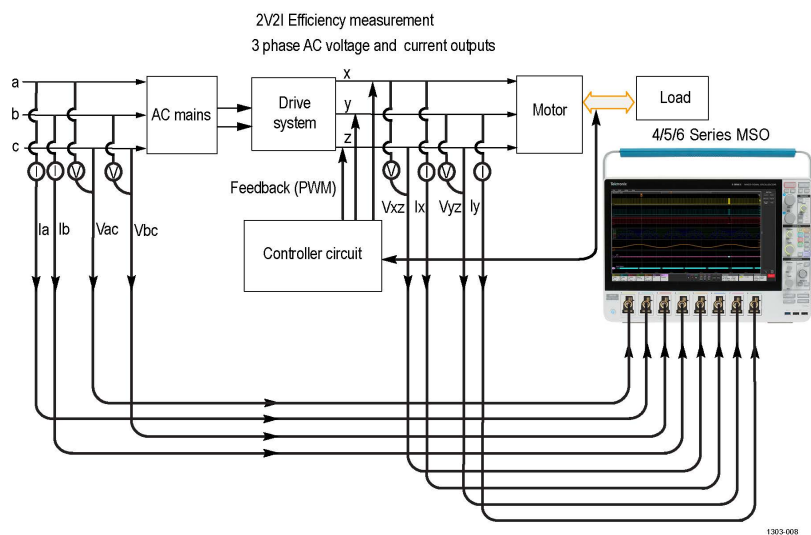 2V2I Efficiency measurement
3 phase AC voltage and current outputs
a
b
c
AC mains
Drive
system
x
y
z
Motor
Load
4/5/6 Series MSO
I
I
V
V
V
I
V
I
Feedback (PWM)
Ia
Ib
Vac
Vbc
Vxz
Ix
Vyz
Iy
Controller circuit
Tektronix
1303-008